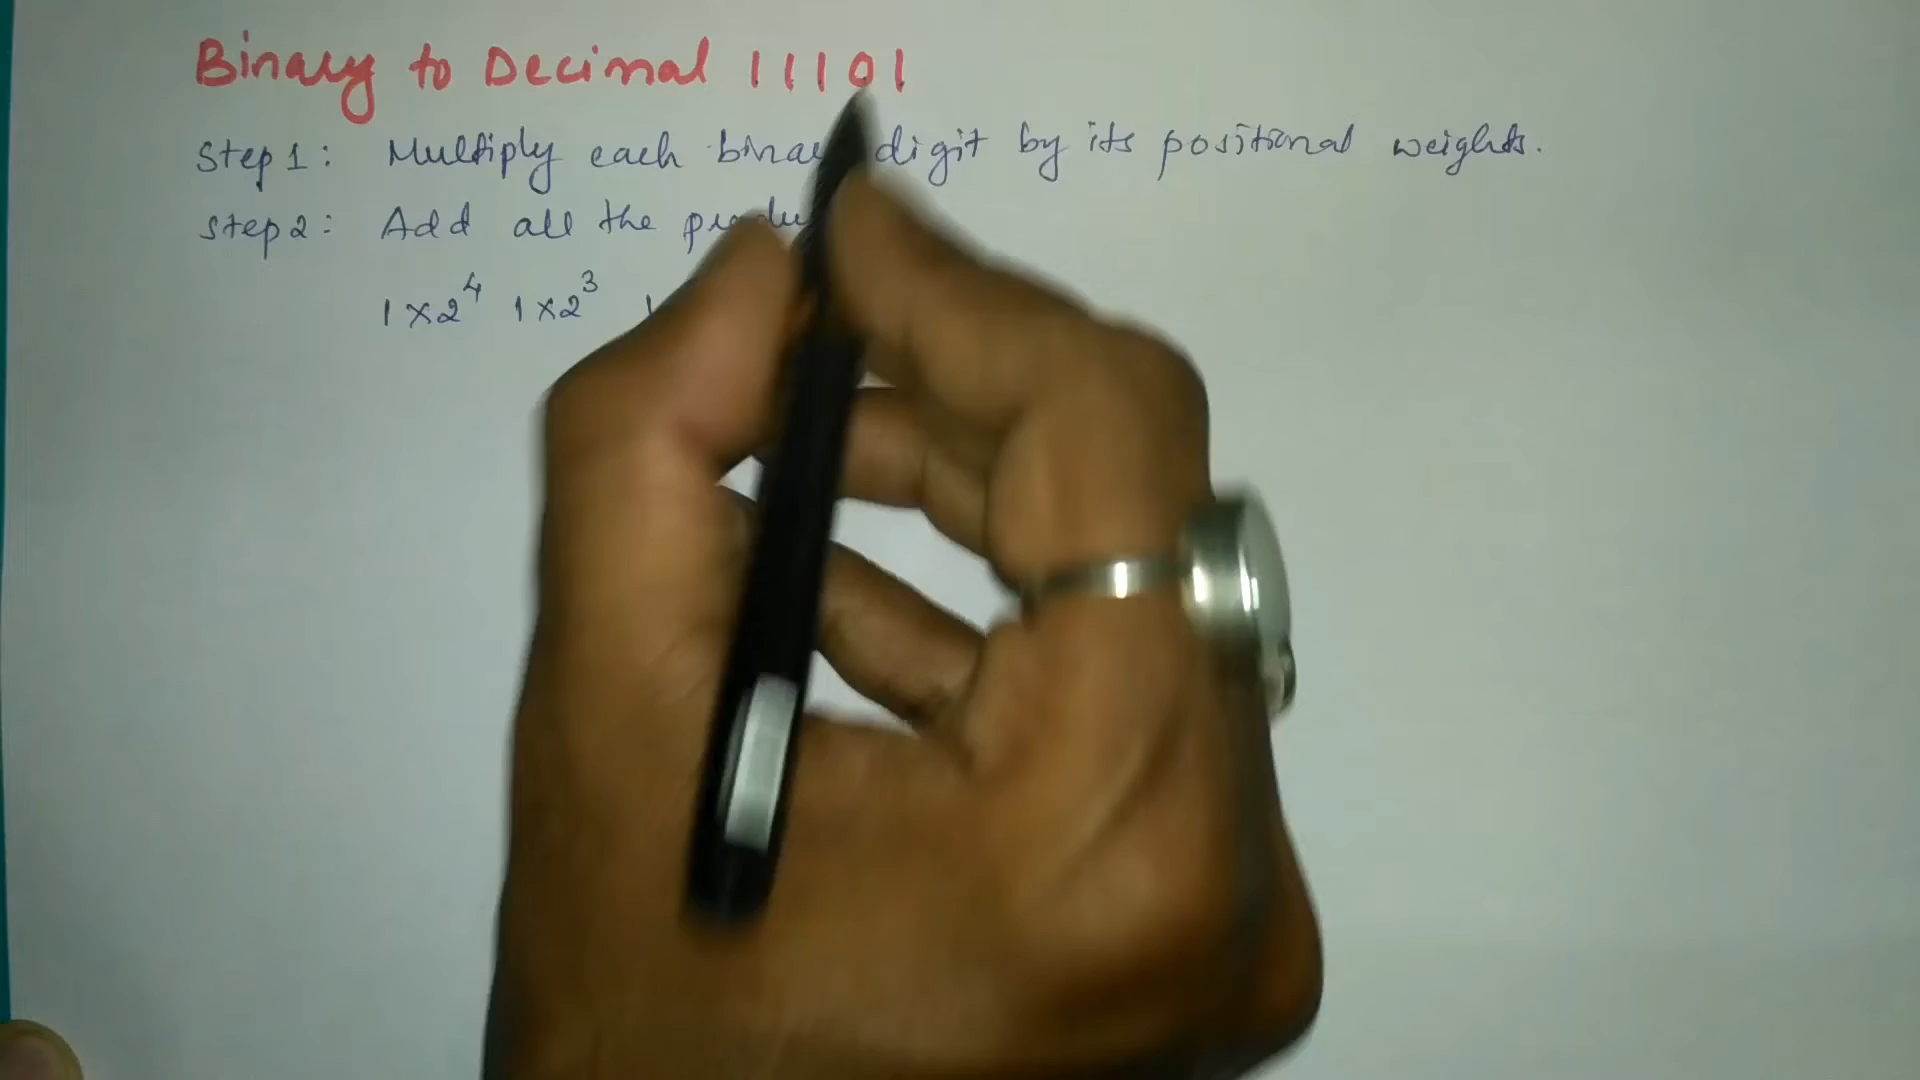 Binary to Decimal 11101
Step 1: Multiply each digit by its positional weights.
Step 2: Add all the
1×2⁴ 1×2³ 1